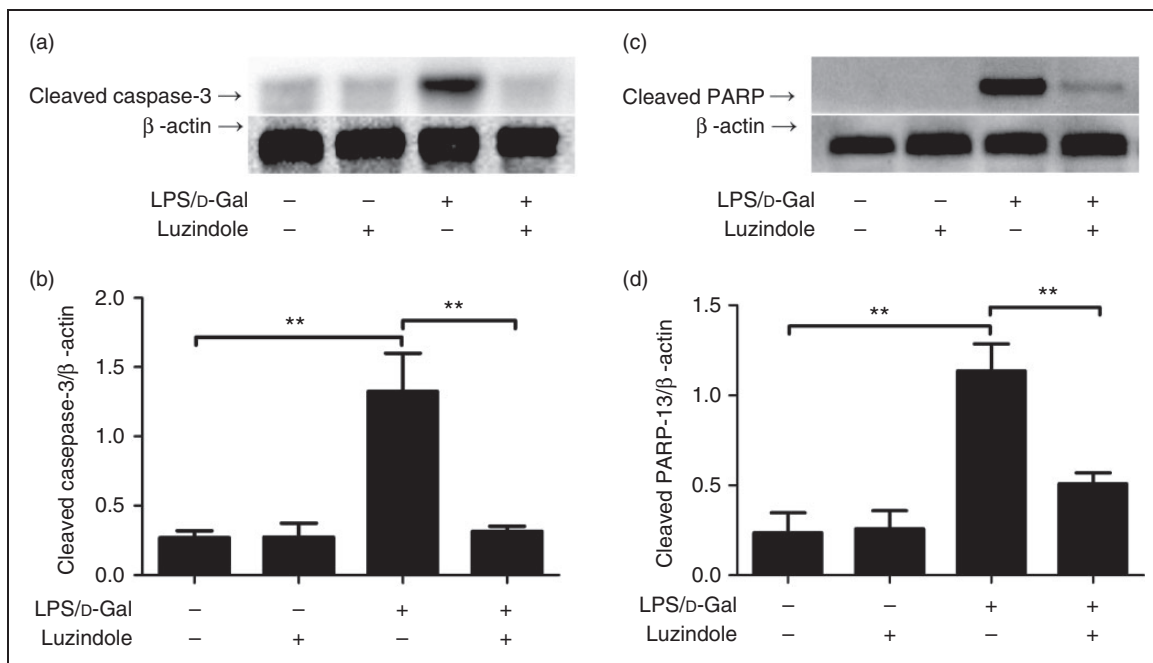 (a)
Cleaved caspase-3 →
β -actin →
LPS/D-Gal – – + +
Luzindole – + – +
(b)
Cleaved casepase-3/β -actin
2.0
1.5
1.0
0.5
0.0
**
**
LPS/D-Gal – – + +
Luzindole – + – +
(c)
Cleaved PARP →
β -actin →
LPS/D-Gal – – + +
Luzindole – + – +
(d)
Cleaved PARP-13/β -actin
1.5
1.0
0.5
0.0
**
**
LPS/D-Gal – – + +
Luzindole – + – +